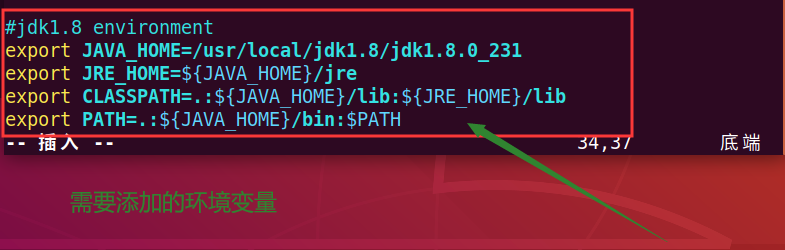 #jdk1.8 environment
export JAVA_HOME=/usr/local/jdk1.8/jdk1.8.0_231
export JRE_HOME=${JAVA_HOME}/jre
export CLASSPATH=.:${JAVA_HOME}/lib:${JRE_HOME}/lib
export PATH=.:${JAVA_HOME}/bin:$PATH
-- 插入 -- 34,37 底端
需要添加的环境变量